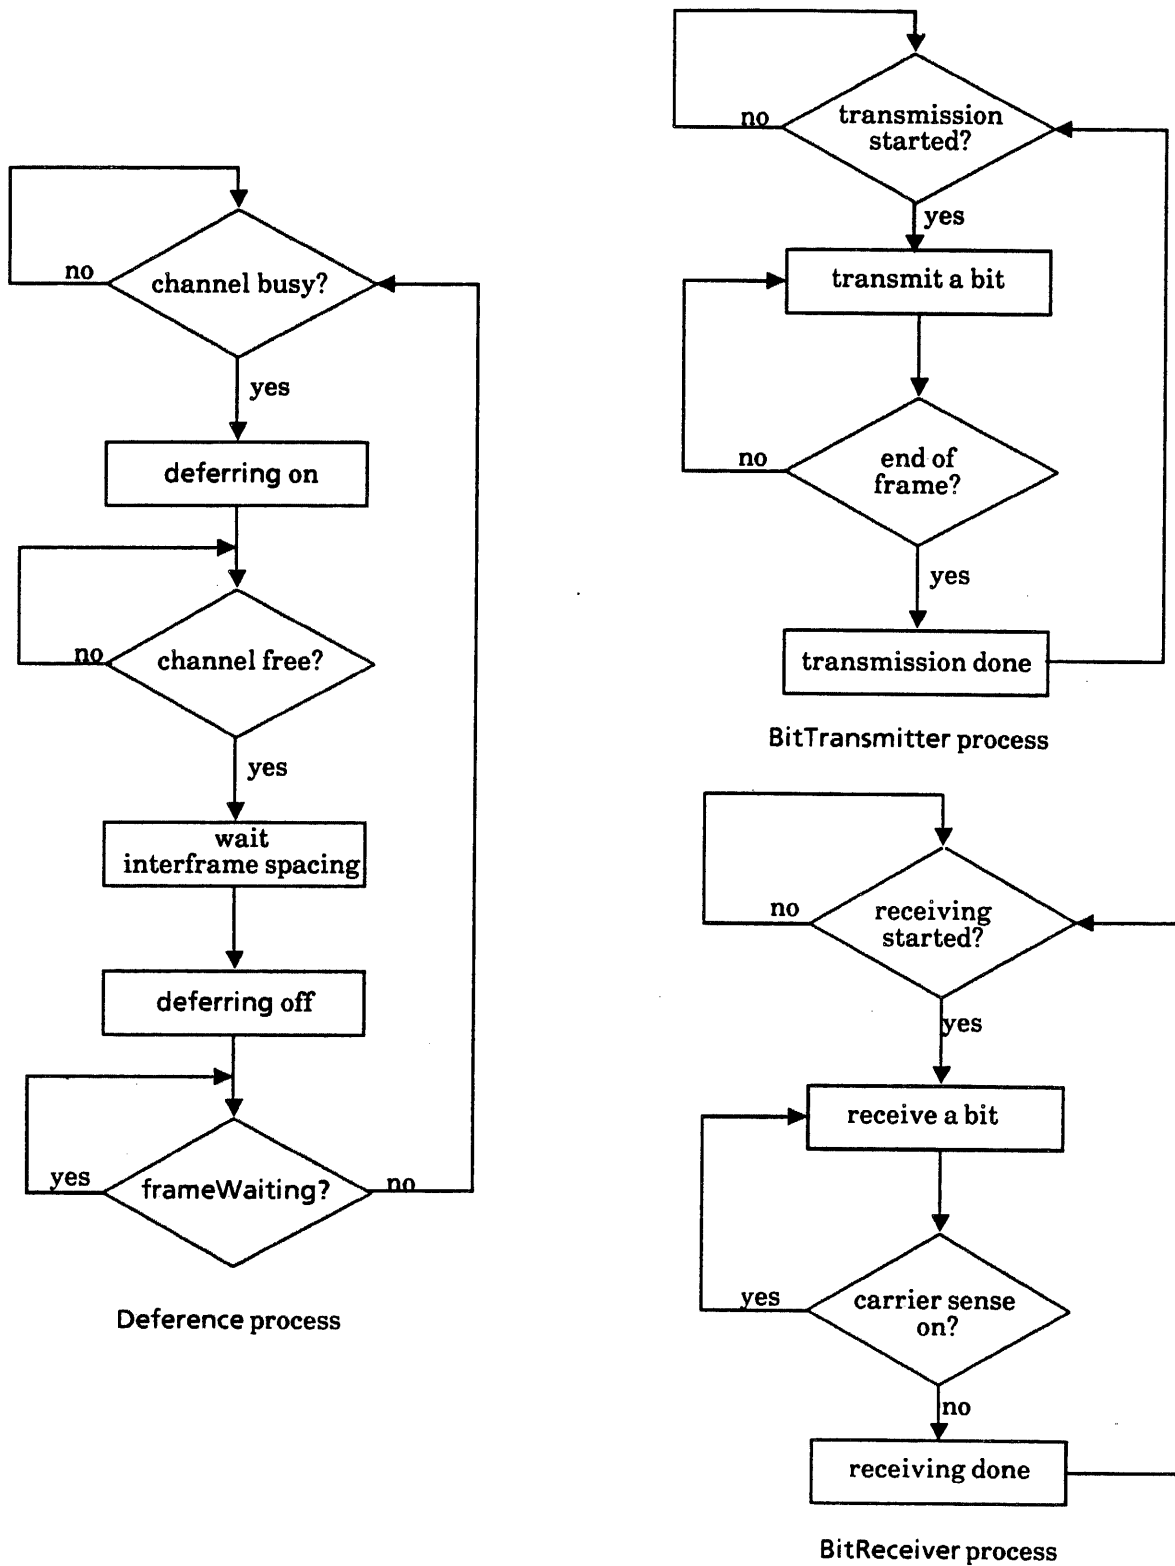 no
channel busy?
yes
deferring on
no
channel free?
yes
wait
interframe spacing
deferring off
yes
frameWaiting?
no
Deference process
no
transmission
started?
yes
transmit a bit
no
end of
frame?
yes
transmission done
BitTransmitter process
no
receiving
started?
yes
receive a bit
yes
carrier sense
on?
no
receiving done
BitReceiver process